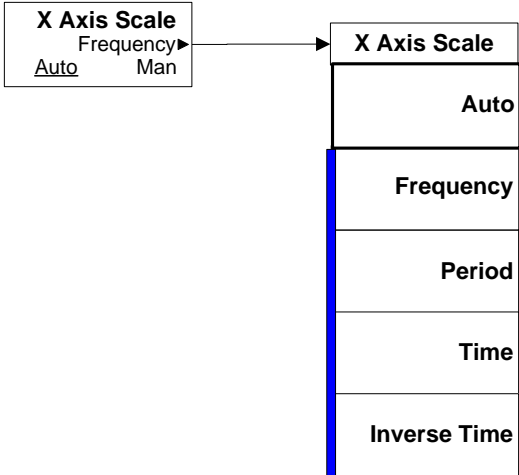 X Axis Scale
Frequency
Auto Man
X Axis Scale
Auto
Frequency
Period
Time
Inverse Time